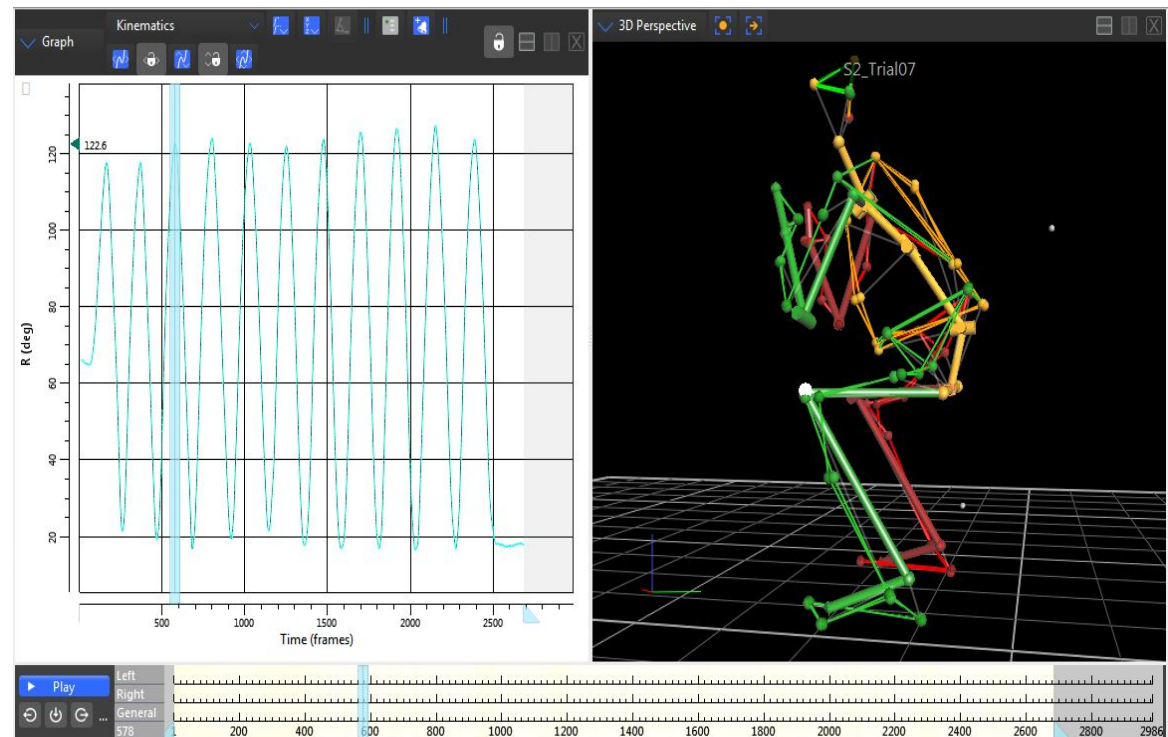 Graph
Kinematics
3D Perspective
S2_Trial07
122.6
120
100
80
60
40
20
R (deg)
500 1000 1500 2000 2500
Time (frames)
Play
Left
Right
General
578
1 200 400 600 800 1000 1200 1400 1600 1800 2000 2200 2400 2600 2800 2986